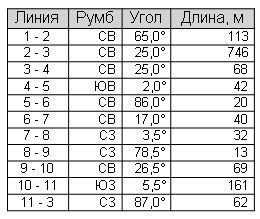 Линия Румб Угол Длина, м
1 - 2 СВ 65,0° 113
2 - 3 СВ 25,0° 746
3 - 4 СВ 25,0° 68
4 - 5 ЮВ 2,0° 42
5 - 6 СВ 86,0° 20
6 - 7 СВ 17,0° 40
7 - 8 СЗ 3,5° 32
8 - 9 СЗ 78,5° 13
9 - 10 СВ 26,5° 69
10 - 11 ЮЗ 5,5° 161
11 - 3 СЗ 87,0° 62